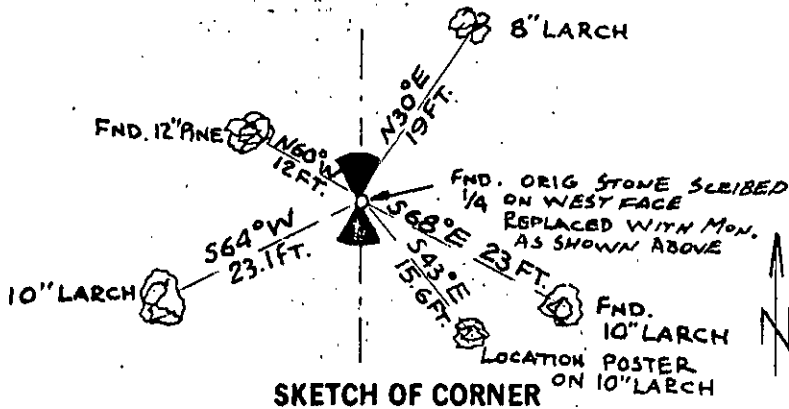 8" LARCH
N30°E
19 FT.
FND. 12" PINE
N60°W
12 FT.
FND. ORIG STONE SCRIBED
1/4 ON WEST FACE
REPLACED WITH MON.
AS SHOWN ABOVE
S64°W
23.1 FT.
S68°E 23 FT.
S43°E
15.6 FT.
10" LARCH
FND.
10" LARCH
LOCATION POSTER
ON 10" LARCH
N
SKETCH OF CORNER